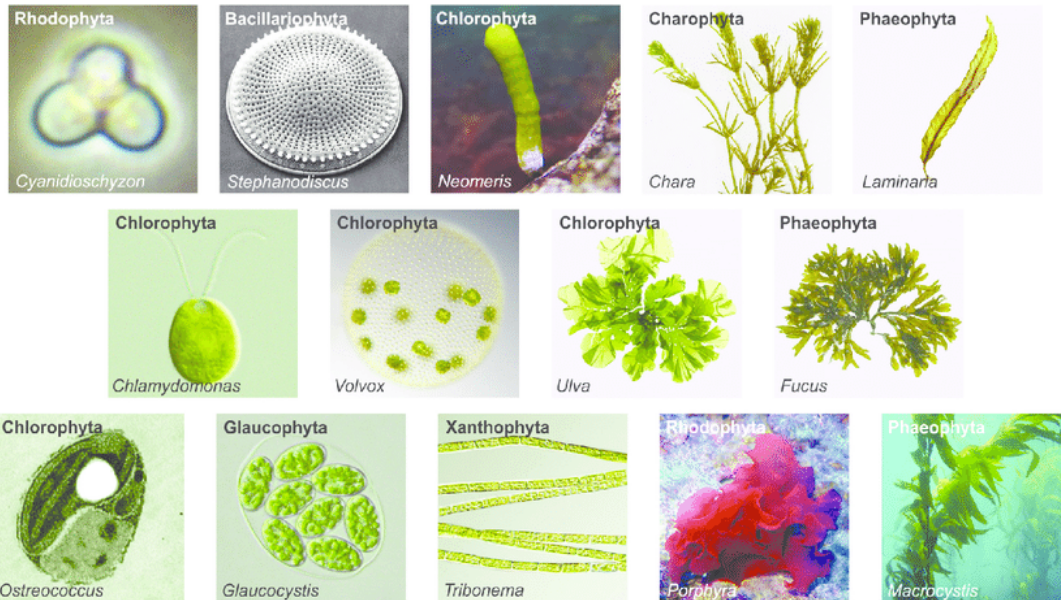 Rhodophyta
Bacillariophyta
Chlorophyta
Charophyta
Phaeophyta
Cyanidioschyzon
Stephanodiscus
Neomeris
Chara
Laminaria
Chlorophyta
Chlorophyta
Chlorophyta
Phaeophyta
Chlamydomonas
Volvox
Ulva
Fucus
Chlorophyta
Glaucophyta
Xanthophyta
Rhodophyta
Phaeophyta
Ostreococcus
Glaucocystis
Tribonema
Porphyra
Macrocystis